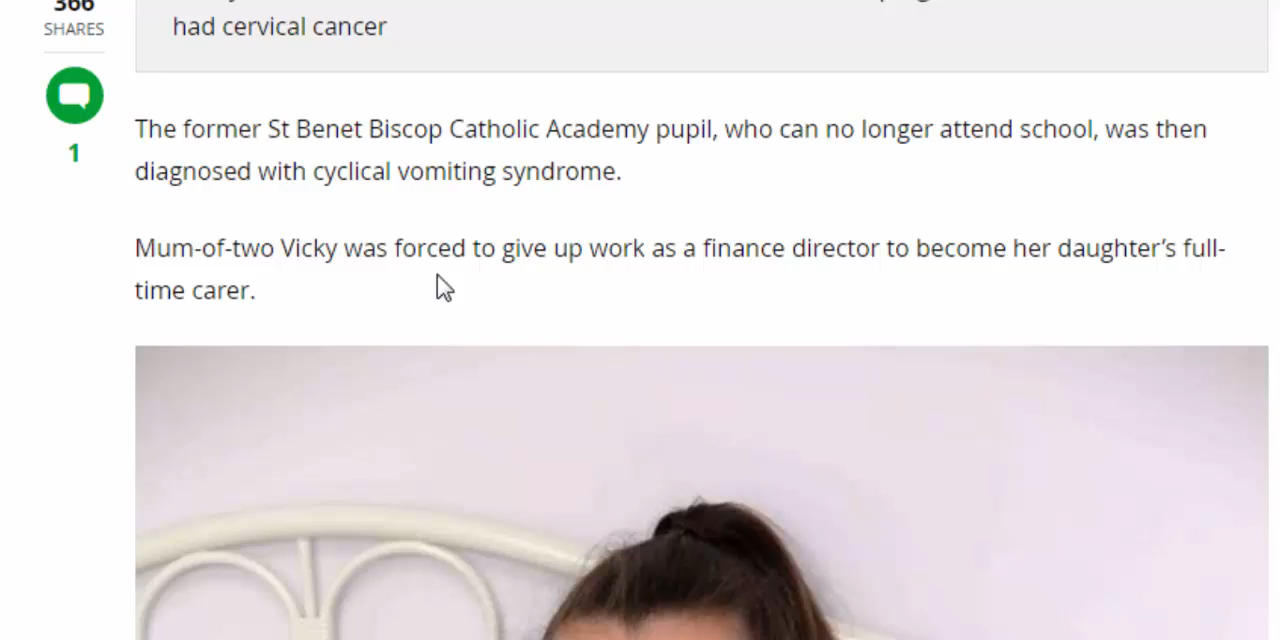 366
SHARES
had cervical cancer
1
The former St Benet Biscop Catholic Academy pupil, who can no longer attend school, was then
diagnosed with cyclical vomiting syndrome.
Mum-of-two Vicky was forced to give up work as a finance director to become her daughter’s full-
time carer.